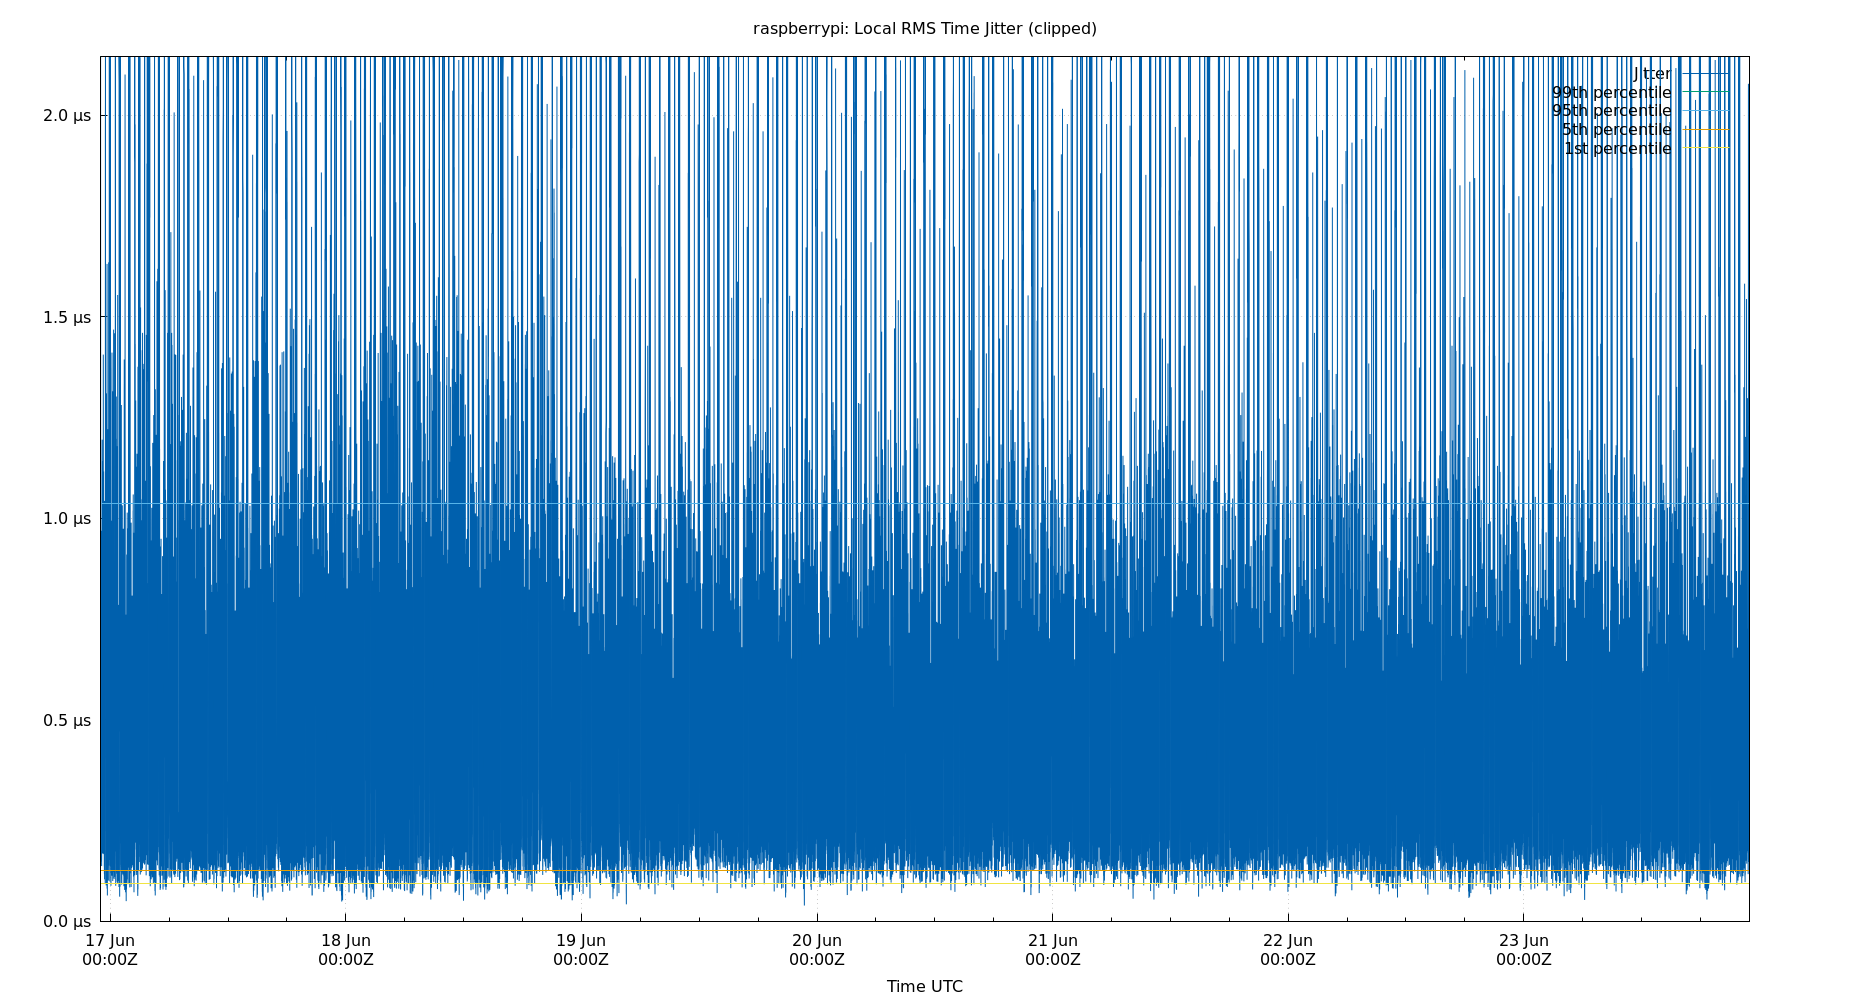 raspberrypi: Local RMS Time Jitter (clipped)
Jitter
99th percentile
95th percentile
5th percentile
1st percentile
2.0 µs
1.5 µs
1.0 µs
0.5 µs
0.0 µs
17 Jun 18 Jun 19 Jun 20 Jun 21 Jun 22 Jun 23 Jun
00:00Z 00:00Z 00:00Z 00:00Z 00:00Z 00:00Z 00:00Z
Time UTC